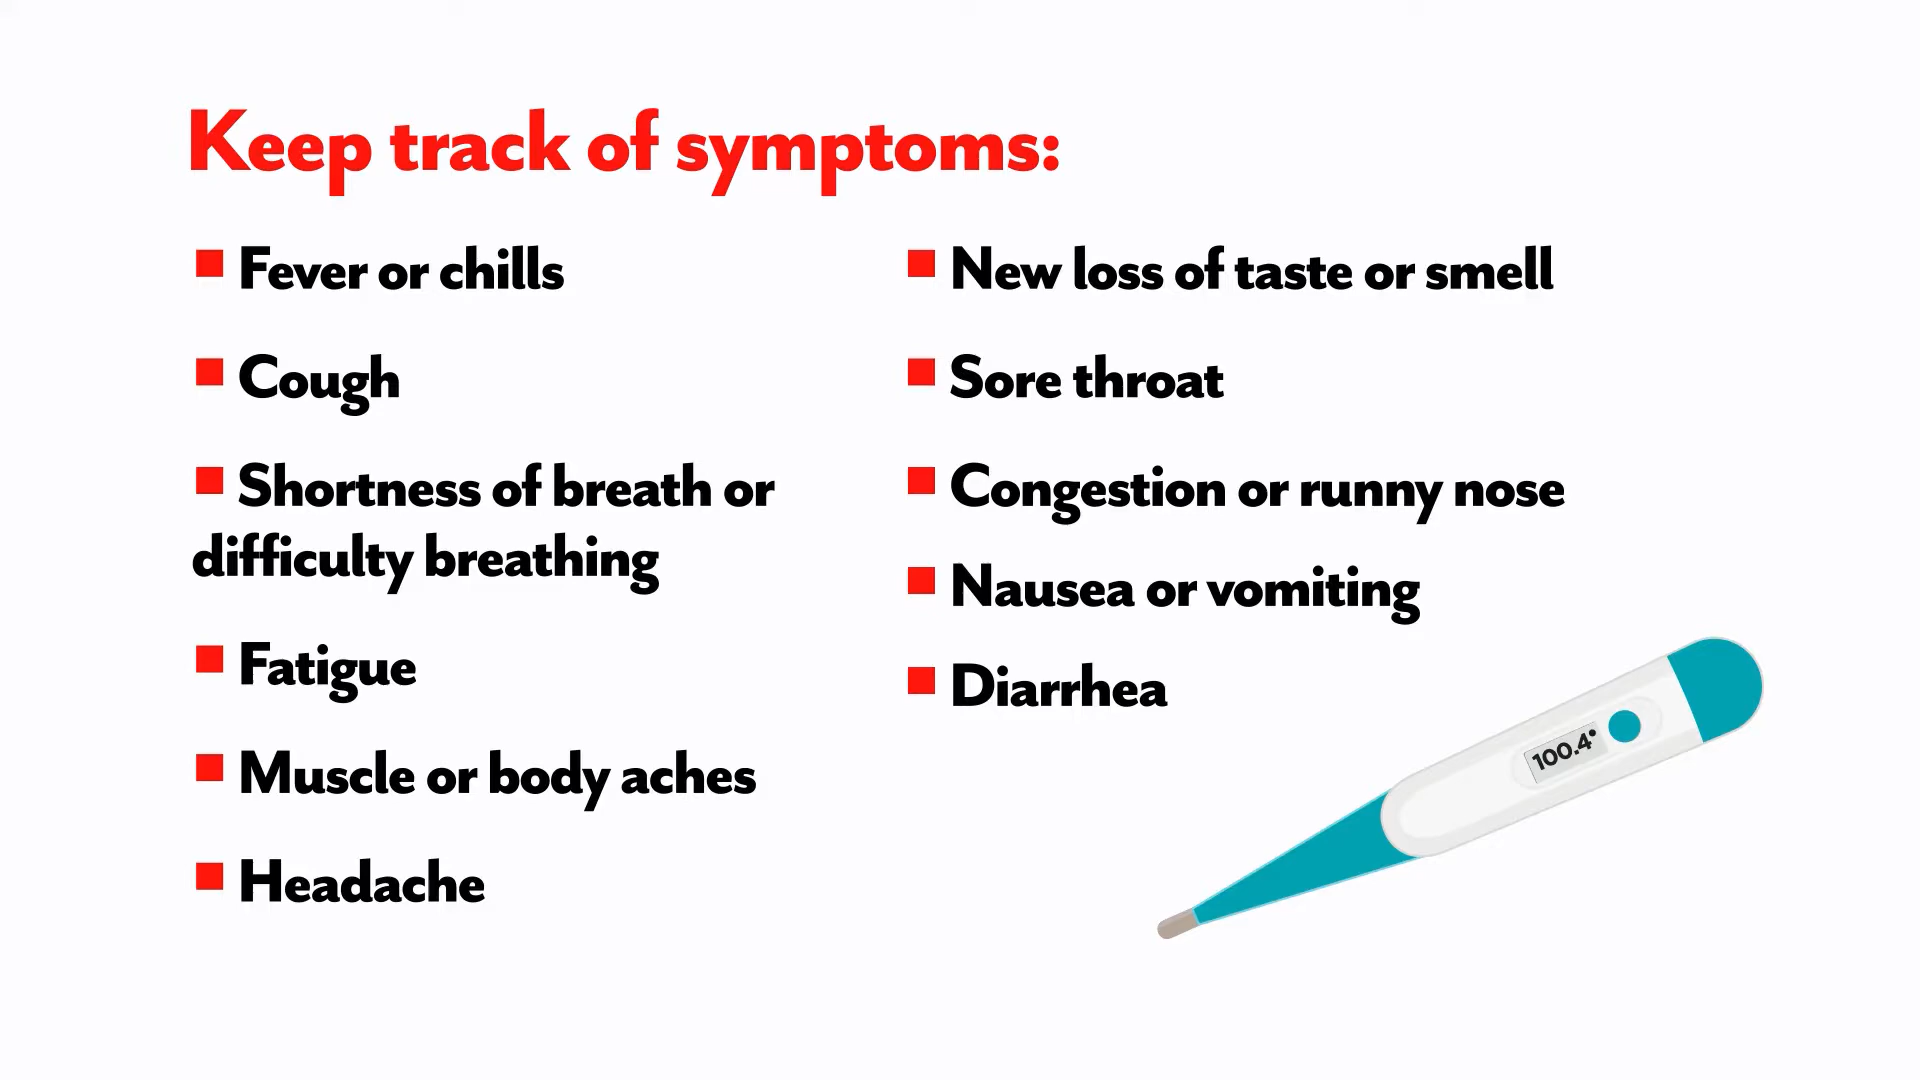 Keep track of symptoms:
Fever or chills
Cough
Shortness of breath or
difficulty breathing
Fatigue
Muscle or body aches
Headache
New loss of taste or smell
Sore throat
Congestion or runny nose
Nausea or vomiting
Diarrhea
100.4°